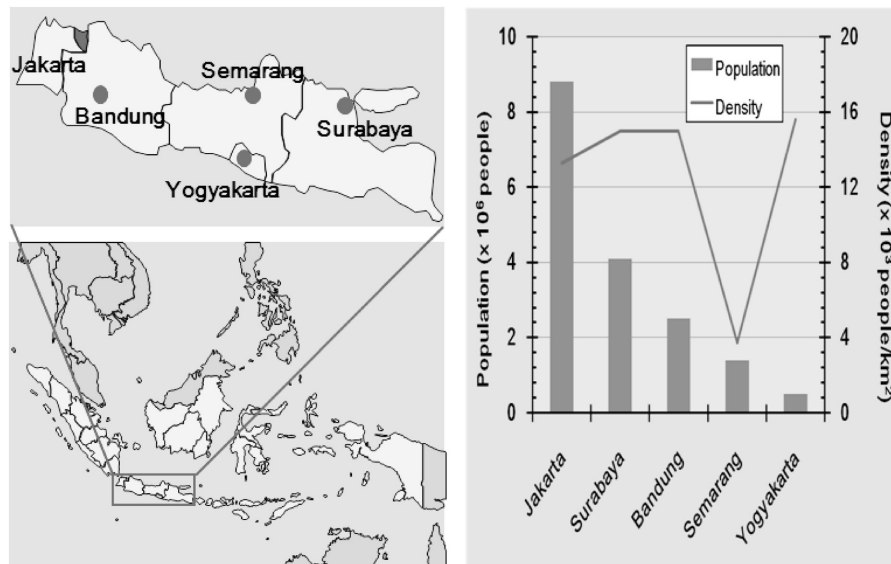 Jakarta
Semarang
Bandung
Surabaya
Yogyakarta
Population
Density
Population (x 10⁶ people)
10
8
6
4
2
0
20
16
12
8
4
0
Density (x 10³ people/km²)
Jakarta
Surabaya
Bandung
Semarang
Yogyakarta